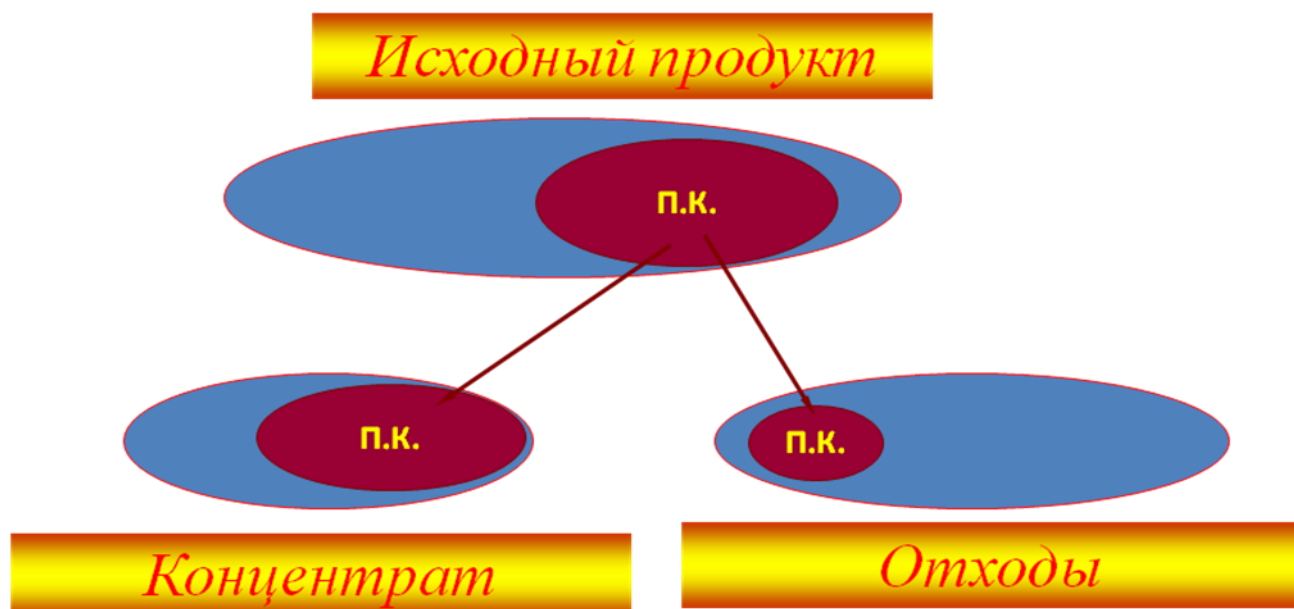 Исходный продукт
П.К.
П.К.
П.К.
Концентрат
Отходы